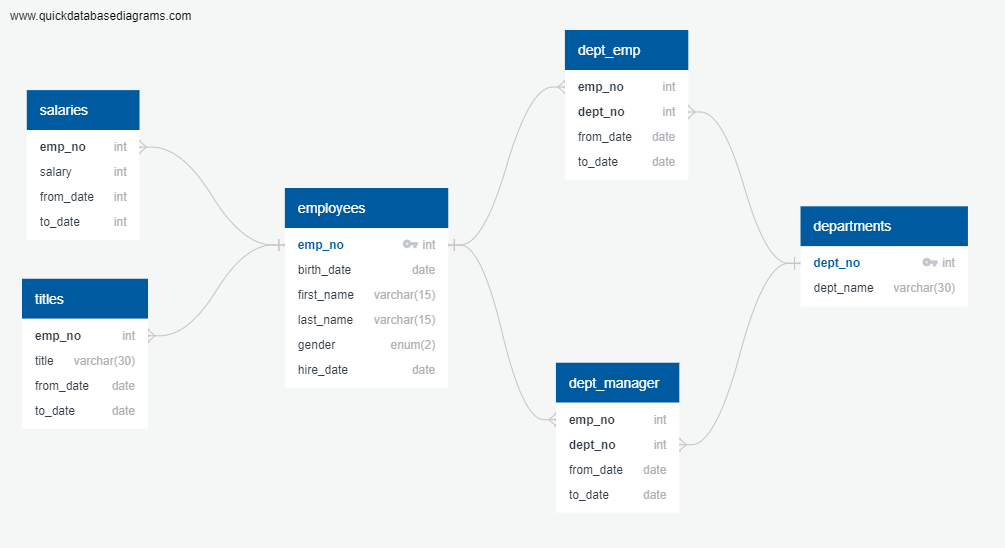 www.quickdatabasediagrams.com
salaries
emp_no int
salary int
from_date int
to_date int
titles
emp_no int
title varchar(30)
from_date date
to_date date
employees
emp_no int
birth_date date
first_name varchar(15)
last_name varchar(15)
gender enum(2)
hire_date date
dept_emp
emp_no int
dept_no int
from_date date
to_date date
dept_manager
emp_no int
dept_no int
from_date date
to_date date
departments
dept_no int
dept_name varchar(30)